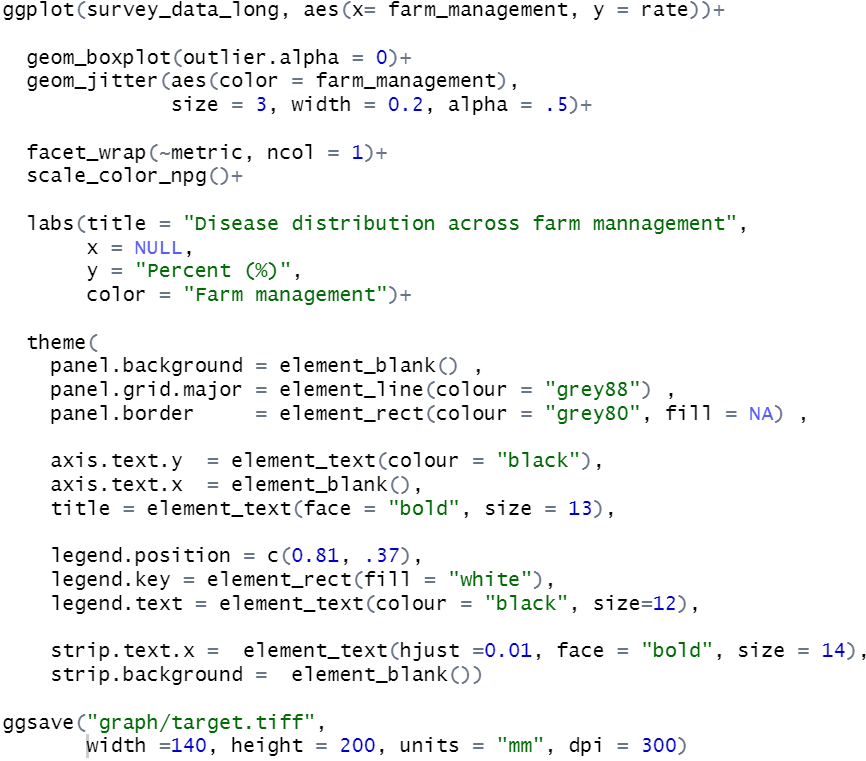 ggplot(survey_data_long, aes(x= farm_management, y = rate))+
geom_boxplot(outlier.alpha = 0)+
geom_jitter(aes(color = farm_management),
size = 3, width = 0.2, alpha = .5)+
facet_wrap(~metric, ncol = 1)+
scale_color_npg()+
labs(title = "Disease distribution across farm mannagement",
x = NULL,
y = "Percent (%)",
color = "Farm management")+
theme(
panel.background = element_blank() ,
panel.grid.major = element_line(colour = "grey88") ,
panel.border     = element_rect(colour = "grey80", fill = NA) ,
axis.text.y  = element_text(colour = "black"),
axis.text.x  = element_blank(),
title = element_text(face = "bold", size = 13),
legend.position = c(0.81, .37),
legend.key = element_rect(fill = "white"),
legend.text = element_text(colour = "black", size=12),
strip.text.x =  element_text(hjust =0.01, face = "bold", size = 14),
strip.background =  element_blank())
ggsave("graph/target.tiff",
width =140, height = 200, units = "mm", dpi = 300)